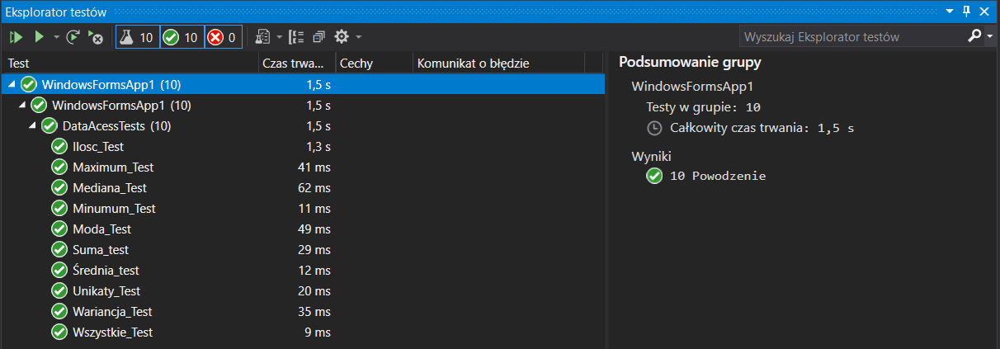 Eksplorator testów
10 10 0
Wyszukaj Eksplorator testów
Test Czas trwa... Cechy Komunikat o błędzie
WindowsFormsApp1 (10) 1,5 s
WindowsFormsApp1 (10) 1,5 s
DataAcessTests (10) 1,5 s
Ilosc_Test 1,3 s
Maximum_Test 41 ms
Mediana_Test 62 ms
Minumum_Test 11 ms
Moda_Test 49 ms
Suma_test 29 ms
Średnia_test 12 ms
Unikaty_Test 20 ms
Wariancja_Test 35 ms
Wszystkie_Test 9 ms
Podsumowanie grupy
WindowsFormsApp1
Testy w grupie: 10
Całkowity czas trwania: 1,5 s
Wyniki
10 Powodzenie